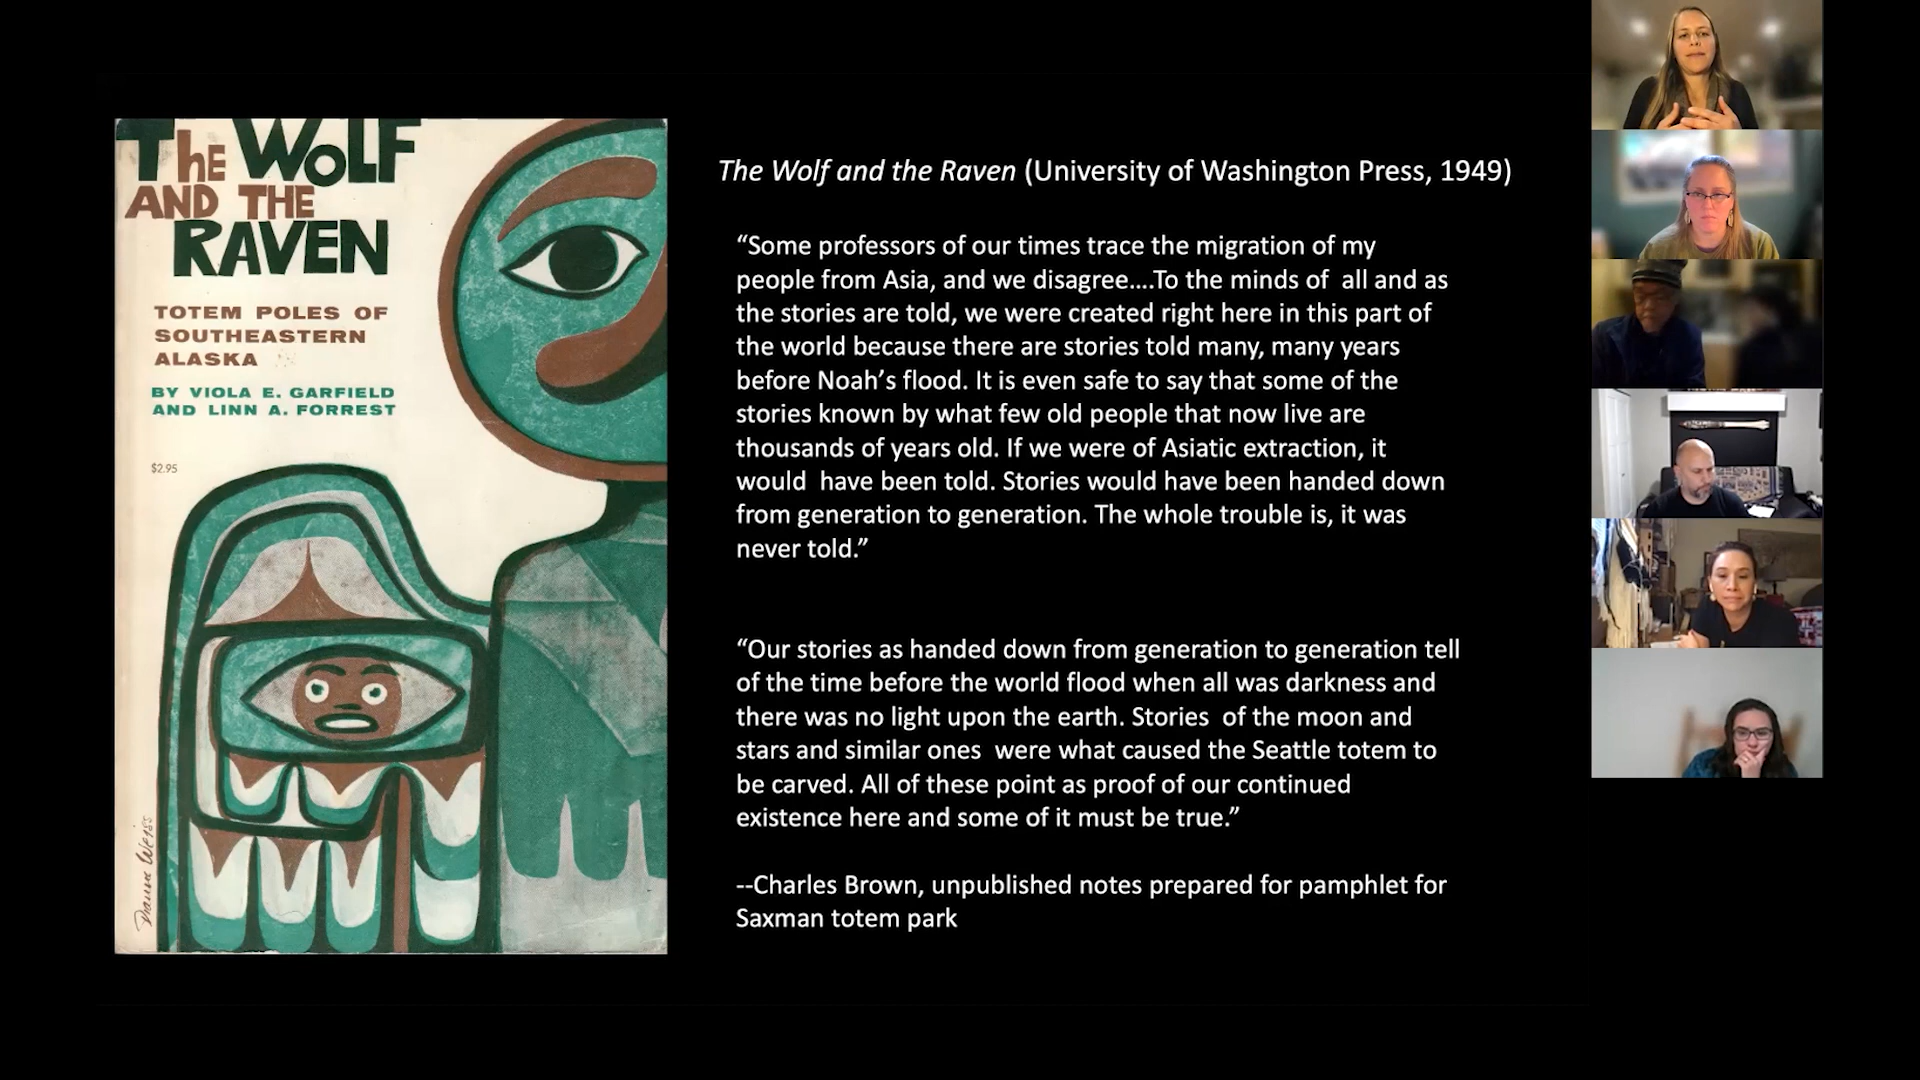 The WOLF
AND THE
RAVEN
TOTEM POLES OF
SOUTHEASTERN
ALASKA
BY VIOLA E. GARFIELD
AND LINN A. FORREST
$2.95
The Wolf and the Raven (University of Washington Press, 1949)
“Some professors of our times trace the migration of my
people from Asia, and we disagree....To the minds of  all and as
the stories are told, we were created right here in this part of
the world because there are stories told many, many years
before Noah’s flood. It is even safe to say that some of the
stories known by what few old people that now live are
thousands of years old. If we were of Asiatic extraction, it
would  have been told. Stories would have been handed down
from generation to generation. The whole trouble is, it was
never told.”
“Our stories as handed down from generation to generation tell
of the time before the world flood when all was darkness and
there was no light upon the earth. Stories  of the moon and
stars and similar ones  were what caused the Seattle totem to
be carved. All of these point as proof of our continued
existence here and some of it must be true.”
--Charles Brown, unpublished notes prepared for pamphlet for
Saxman totem park